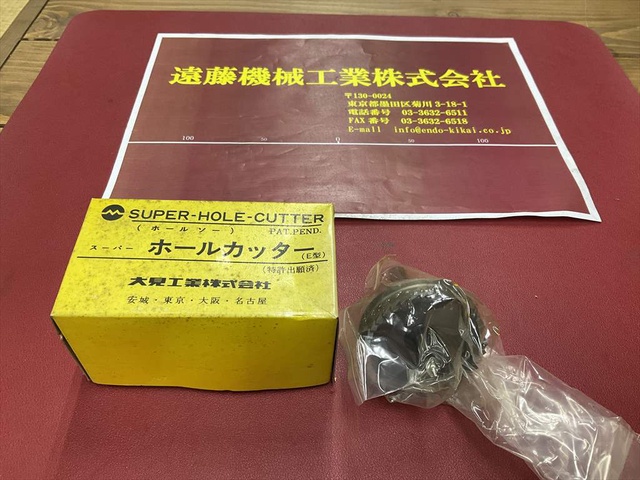 遠藤機械工業株式会社
〒130-0024
東京都墨田区菊川3-18-1
電話番号 03-3632-6511
FAX番号 03-3632-6518
E-mail info@endo-kikai.co.jp
100 50 0 50 100
SUPER-HOLE-CUTTER
(ホールソー) PAT.PEND.
スーパー ホールカッター(E型)
(特許出願済)
大見工業株式会社
安城・東京・大阪・名古屋